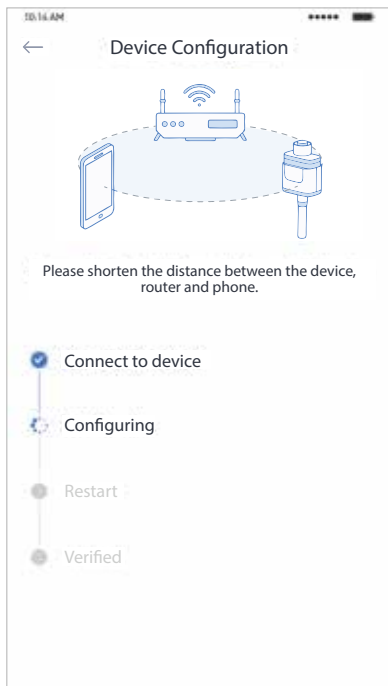 10:16 AM
Device Configuration
Please shorten the distance between the device,
router and phone.
Connect to device
Configuring
Restart
Verified